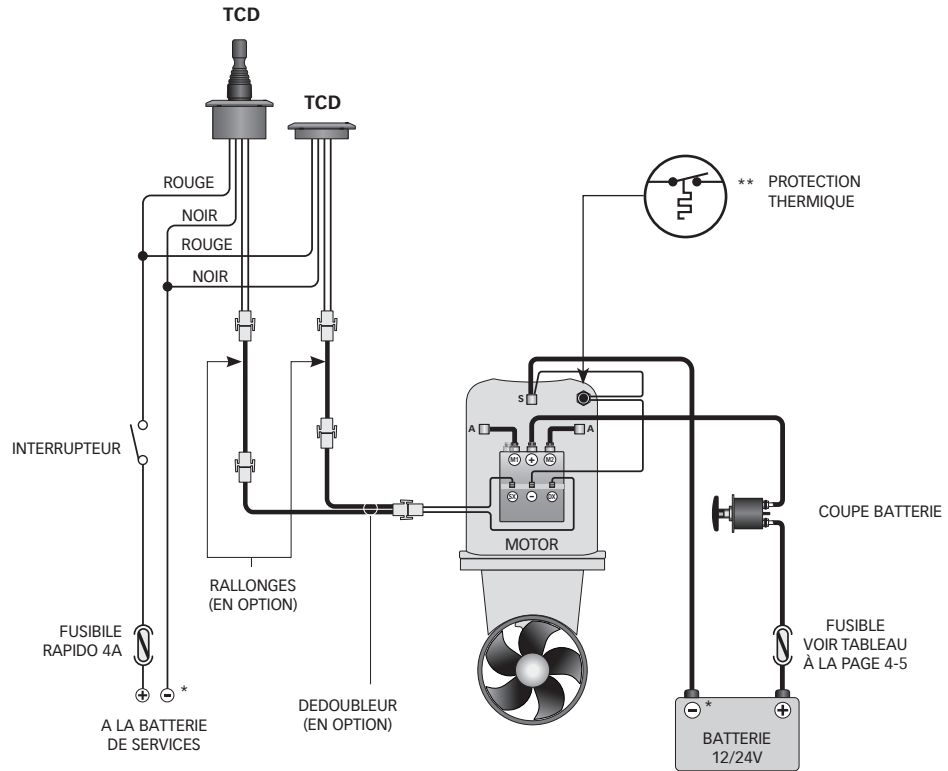 TCD
TCD
ROUGE
NOIR
ROUGE
NOIR
** PROTECTION
THERMIQUE
S
A
A
M1 + M2
SX - DX
MOTOR
INTERRUPTEUR
COUPE BATTERIE
RALLONGES
(EN OPTION)
FUSIBILE
RAPIDO 4A
FUSIBLE
VOIR TABLEAU
À LA PAGE 4-5
DEDOUBLEUR
(EN OPTION)
+ - *
A LA BATTERIE
DE SERVICES
- * +
BATTERIE
12/24V